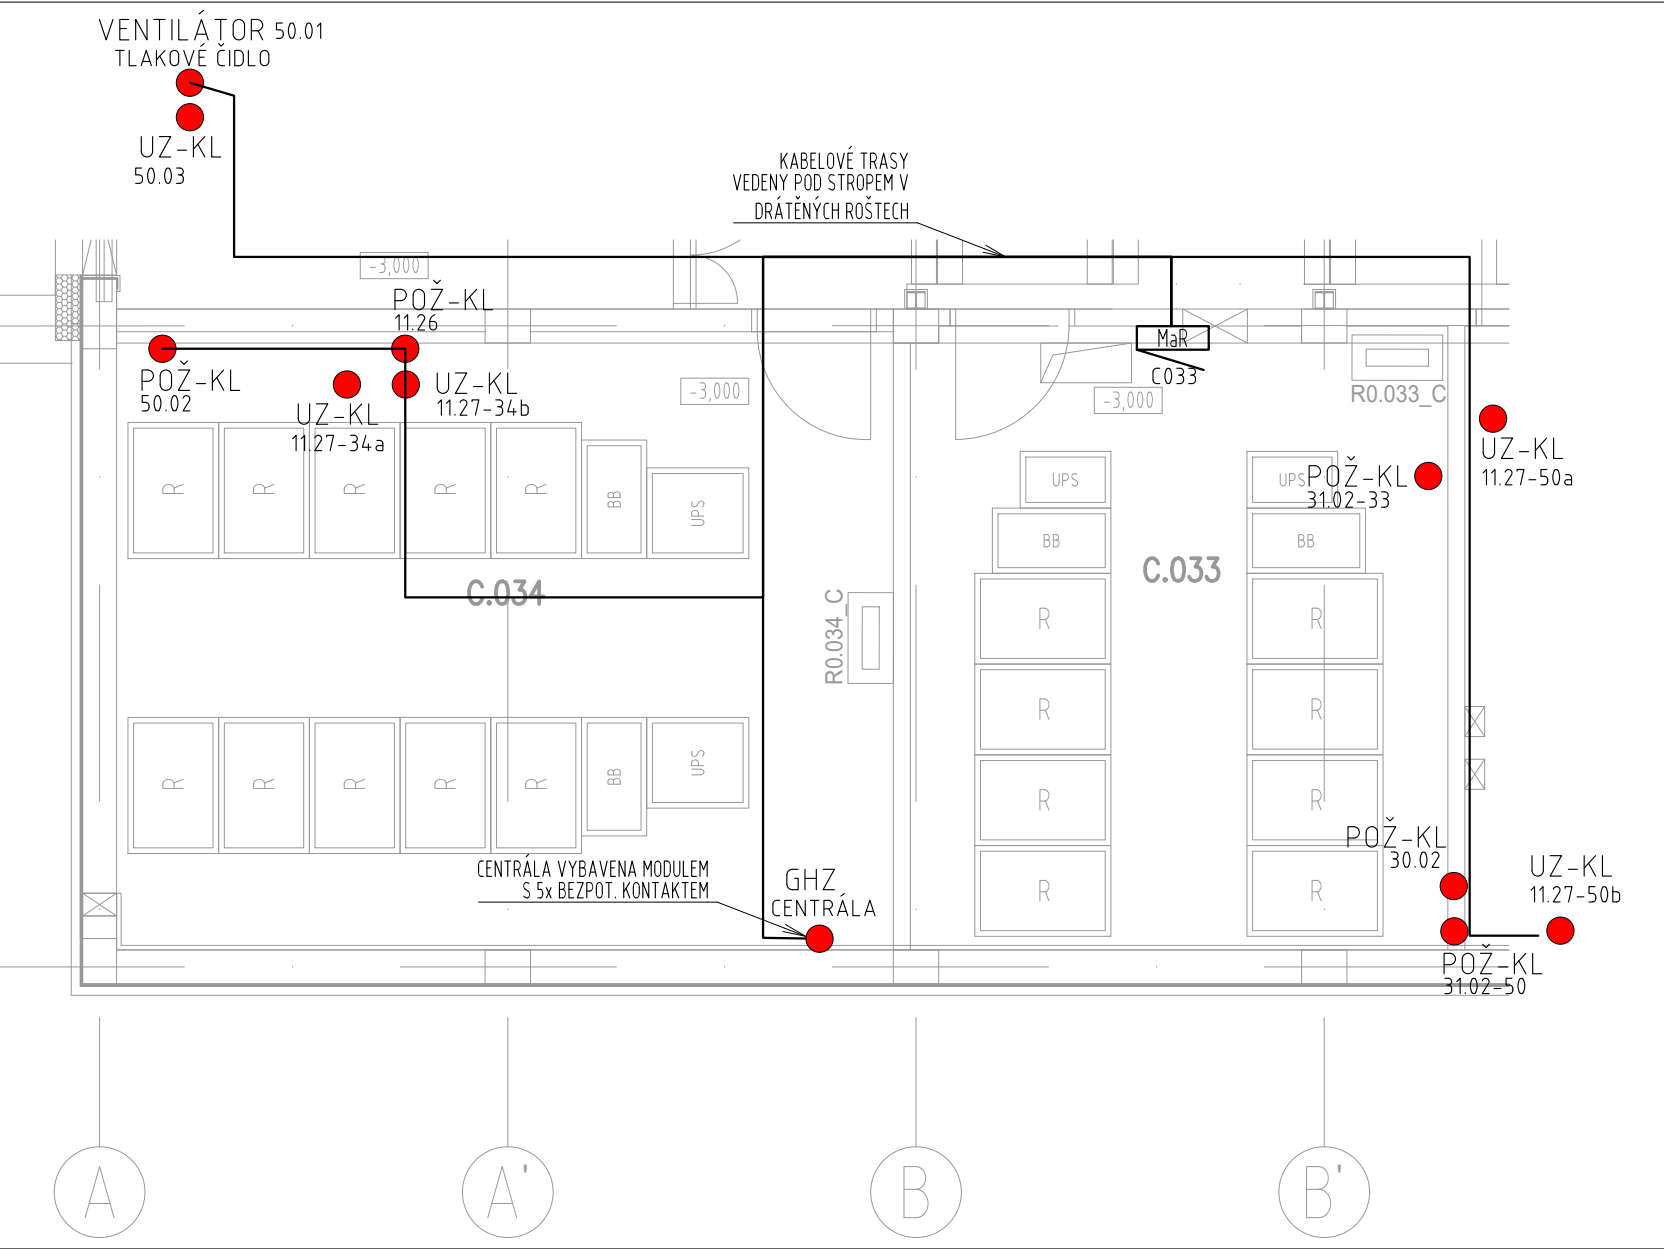 VENTILÁTOR 50.01
TLAKOVÉ ČIDLO
UZ-KL
50.03
KABELOVÉ TRASY
VEDENY POD STROPEM V
DRÁTĚNÝCH ROŠTECH
-3,000
POŽ-KL
11.26
MaR
C033
POŽ-KL
50.02
UZ-KL
11.27-34b
UZ-KL
11.27-34a
-3,000
-3,000
R0.033_C
UZ-KL
11.27-50a
POŽ-KL
31.02-33
R
R
R
R
R
BB
UPS
UPS
UPS
BB
BB
C.034
C.033
R0.034_C
R
R
R
R
R
R
R
R
R
R
R
R
R
BB
UPS
CENTRÁLA VYBAVENA MODULEM
S 5x BEZPOT. KONTAKTEM
GHZ
CENTRÁLA
POŽ-KL
30.02
UZ-KL
11.27-50b
POŽ-KL
31.02-50
A
A'
B
B'